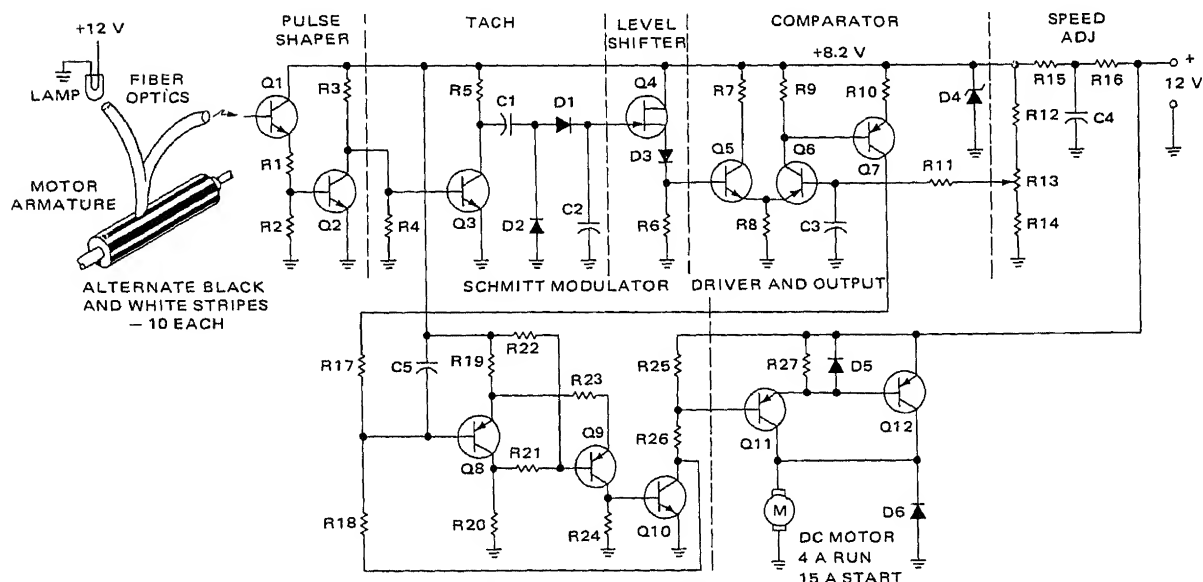 PULSE
SHAPER
TACH
LEVEL
SHIFTER
COMPARATOR
SPEED
ADJ
+12 V
LAMP
FIBER
OPTICS
MOTOR
ARMATURE
ALTERNATE BLACK
AND WHITE STRIPES
– 10 EACH
Q1
R1
R2
R3
Q2
R4
R5
Q3
C1
D1
D2
C2
Q4
D3
R6
+8.2 V
R7
R9
R10
Q5
Q6
Q7
R8
C3
R11
D4
R12
R13
R14
R15
R16
C4
+
12 V
SCHMITT MODULATOR
DRIVER AND OUTPUT
R17
C5
R19
R22
R23
Q8
R21
Q9
R18
R20
R24
Q10
R25
R26
R27
D5
Q11
Q12
M
D6
DC MOTOR
4 A RUN
15 A START